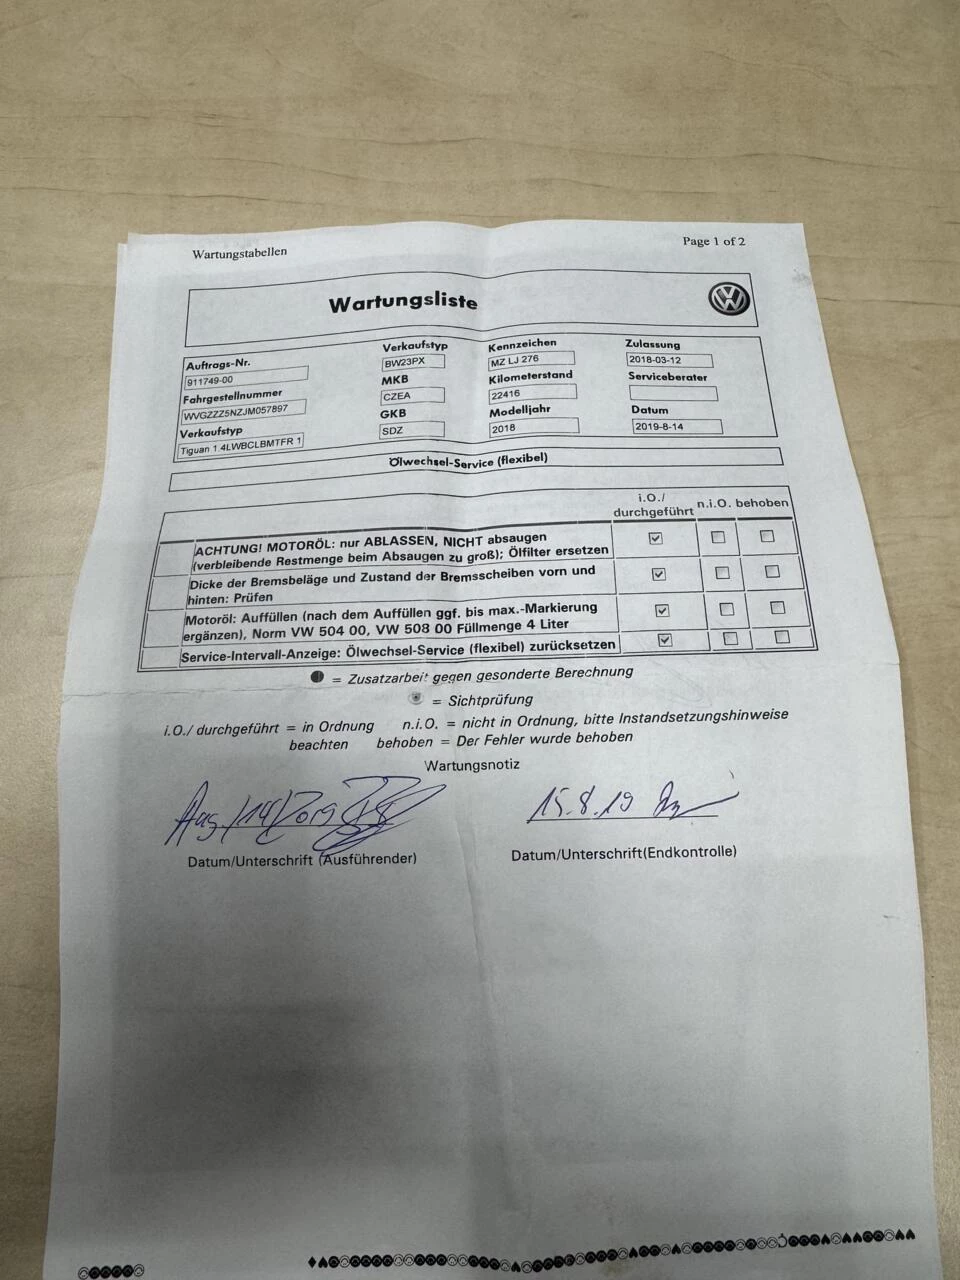 Wartungstabellen
Page 1 of 2
Wartungsliste
Auftrags-Nr.
911749-00
Fahrgestellnummer
WVGZZZ5NZJM057897
Verkaufstyp
Tiguan 1.4LWBCLBMTFR 1
Verkaufstyp
BW23PX
MKB
CZEA
GKB
SDZ
Kennzeichen
MZ LJ 276
Kilometerstand
22416
Modelljahr
2018
Zulassung
2018-03-12
Serviceberater
Datum
2019-8-14
Ölwechsel-Service (flexibel)
i.O./ durchgeführt
n.i.O.
behoben
ACHTUNG! MOTORÖL: nur ABLASSEN, NICHT absaugen
(verbleibende Restmenge beim Absaugen zu groß); Ölfilter ersetzen
Dicke der Bremsbeläge und Zustand der Bremsscheiben vorn und
hinten: Prüfen
Motoröl: Auffüllen (nach dem Auffüllen ggf. bis max.-Markierung
ergänzen), Norm VW 504 00, VW 508 00 Füllmenge 4 Liter
Service-Intervall-Anzeige: Ölwechsel-Service (flexibel) zurücksetzen
= Zusatzarbeit gegen gesonderte Berechnung
= Sichtprüfung
i.O./ durchgeführt = in Ordnung n.i.O. = nicht in Ordnung, bitte Instandsetzungshinweise
beachten behoben = Der Fehler wurde behoben
Wartungsnotiz
Aug/14/2019
15.8.19
Datum/Unterschrift (Ausführender)
Datum/Unterschrift(Endkontrolle)